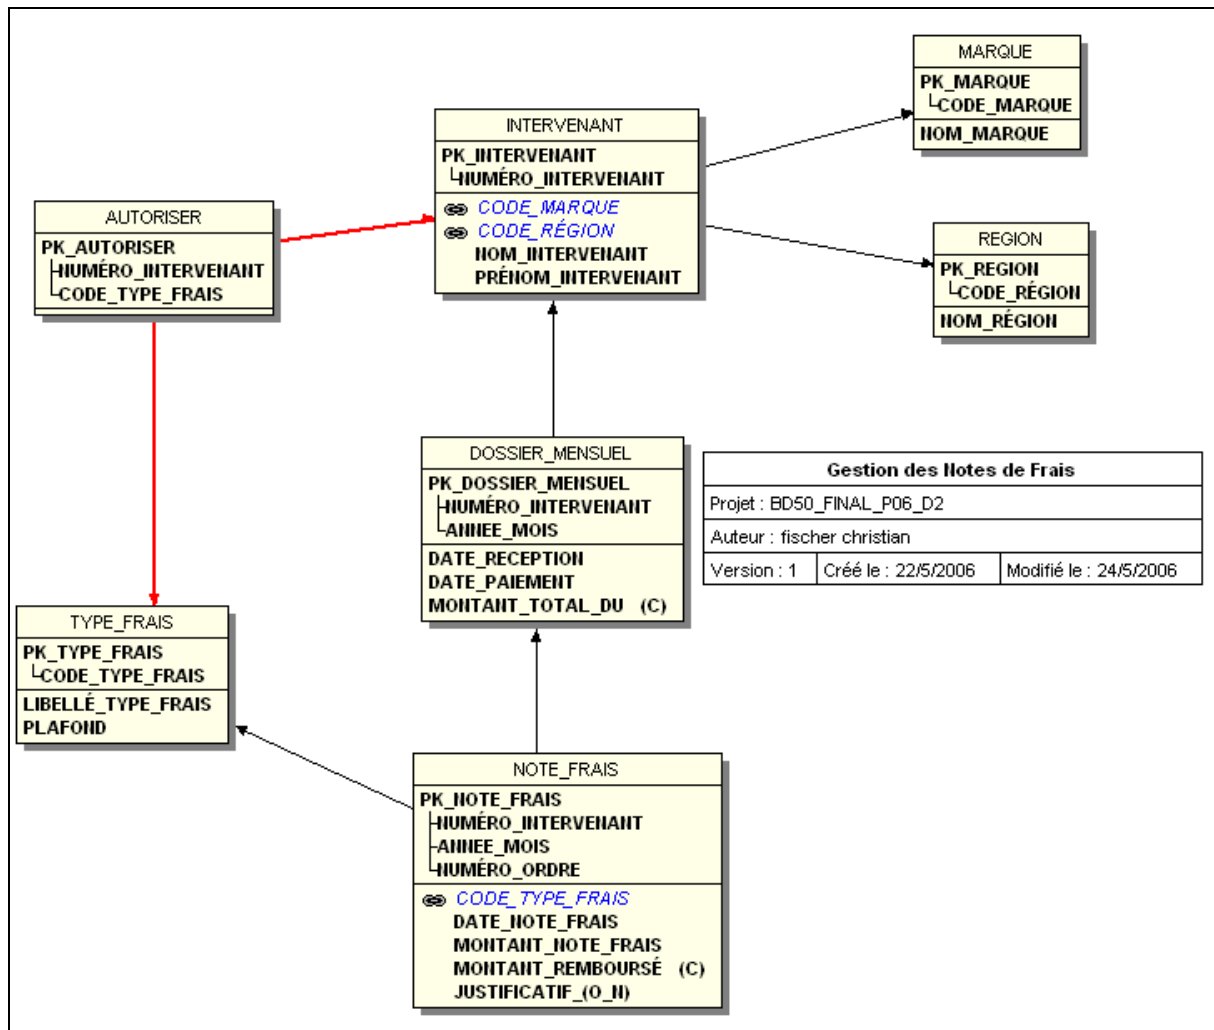 MARQUE
PK_MARQUE
CODE_MARQUE
NOM_MARQUE
INTERVENANT
PK_INTERVENANT
NUMÉRO_INTERVENANT
CODE_MARQUE
CODE_RÉGION
NOM_INTERVENANT
PRÉNOM_INTERVENANT
AUTORISER
PK_AUTORISER
NUMÉRO_INTERVENANT
CODE_TYPE_FRAIS
REGION
PK_REGION
CODE_RÉGION
NOM_RÉGION
DOSSIER_MENSUEL
PK_DOSSIER_MENSUEL
NUMÉRO_INTERVENANT
ANNEE_MOIS
DATE_RECEPTION
DATE_PAIEMENT
MONTANT_TOTAL_DU (C)
Gestion des Notes de Frais
Projet : BD50_FINAL_P06_D2
Auteur : fischer christian
Version : 1 Créé le : 22/5/2006 Modifié le : 24/5/2006
TYPE_FRAIS
PK_TYPE_FRAIS
CODE_TYPE_FRAIS
LIBELLÉ_TYPE_FRAIS
PLAFOND
NOTE_FRAIS
PK_NOTE_FRAIS
NUMÉRO_INTERVENANT
ANNEE_MOIS
NUMÉRO_ORDRE
CODE_TYPE_FRAIS
DATE_NOTE_FRAIS
MONTANT_NOTE_FRAIS
MONTANT_REMBOURSÉ (C)
JUSTIFICATIF_(O_N)